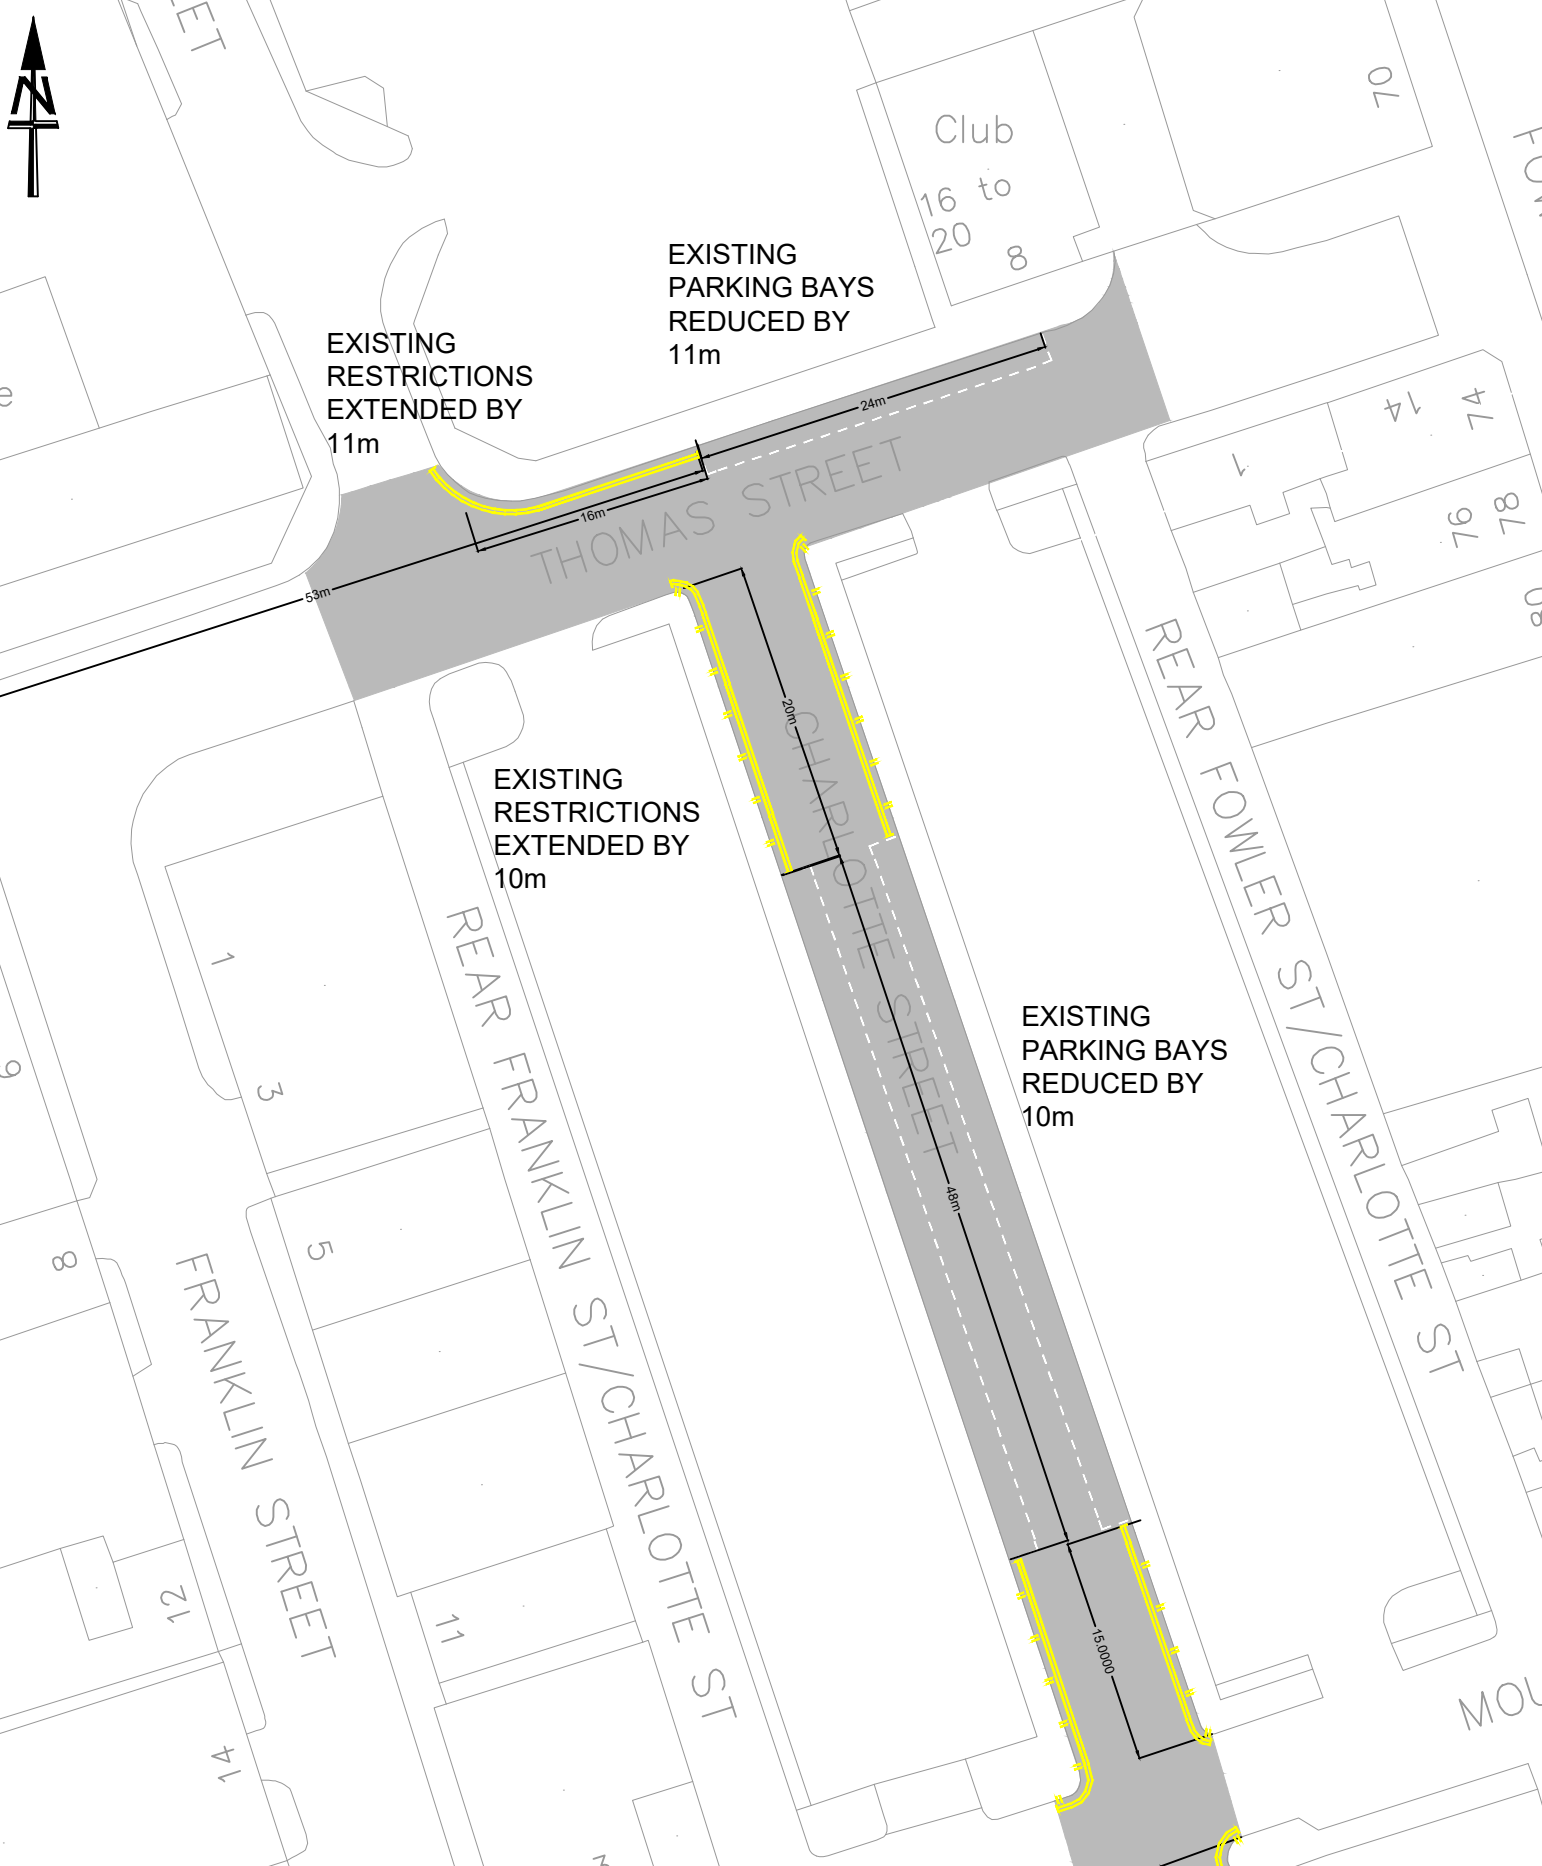 N
Club
16 to
20
8
70
EXISTING
PARKING BAYS
REDUCED BY
11m
EXISTING
RESTRICTIONS
EXTENDED BY
11m
24m
16m
53m
THOMAS STREET
14
74
1
76
78
80
20m
CHARLOTTE STREET
EXISTING
RESTRICTIONS
EXTENDED BY
10m
REAR FOWLER ST/CHARLOTTE ST
REAR FRANKLIN ST/CHARLOTTE ST
EXISTING
PARKING BAYS
REDUCED BY
10m
48m
1
3
5
9
8
FRANKLIN STREET
12
11
14
15.0000
3